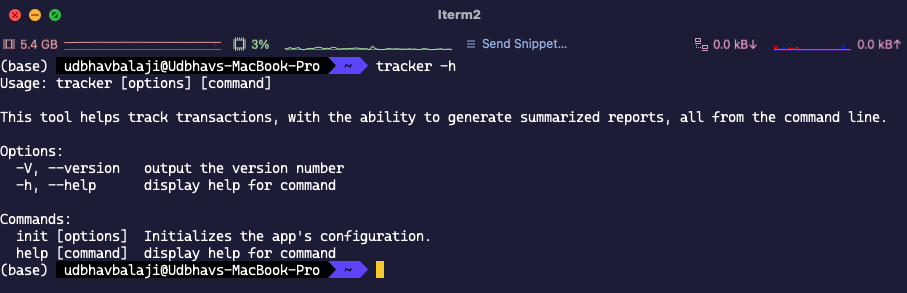 Iterm2
5.4 GB 3% Send Snippet... 0.0 kB↓ 0.0 kB↑
(base) udbhavbalaji@Udbhavs-MacBook-Pro ~ tracker -h
Usage: tracker [options] [command]
This tool helps track transactions, with the ability to generate summarized reports, all from the command line.
Options:
-V, --version output the version number
-h, --help display help for command
Commands:
init [options] Initializes the app's configuration.
help [command] display help for command
(base) udbhavbalaji@Udbhavs-MacBook-Pro ~